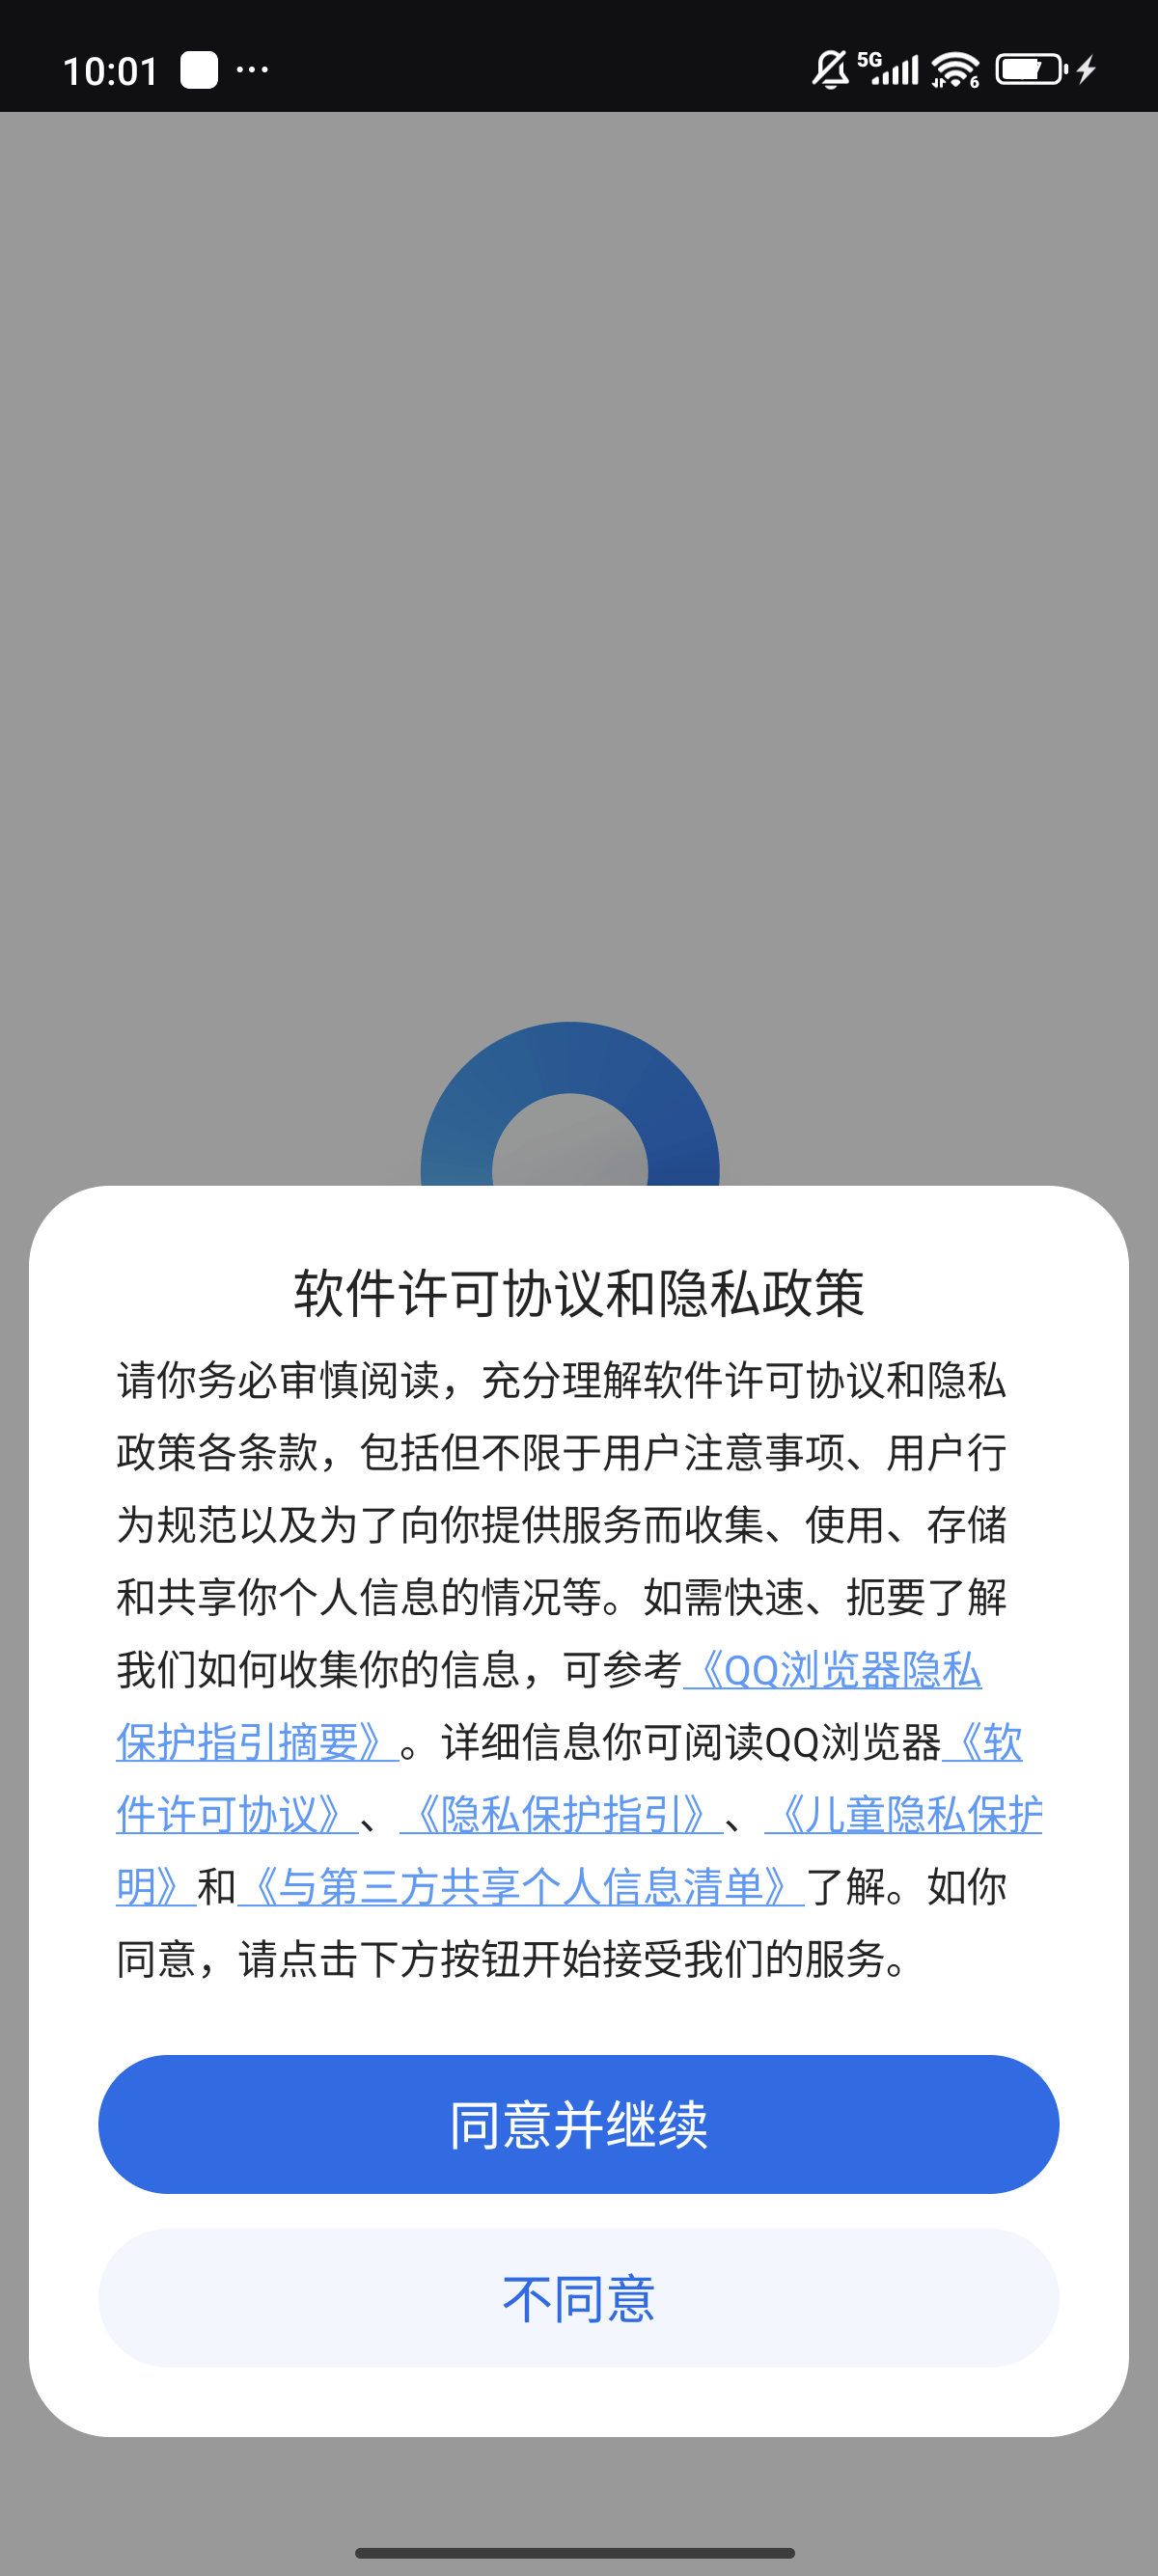 10:01
5G
6
软件许可协议和隐私政策
请你务必审慎阅读，充分理解软件许可协议和隐私
政策各条款，包括但不限于用户注意事项、用户行
为规范以及为了向你提供服务而收集、使用、存储
和共享你个人信息的情况等。如需快速、扼要了解
我们如何收集你的信息，可参考《QQ浏览器隐私
保护指引摘要》。详细信息你可阅读QQ浏览器《软
件许可协议》、《隐私保护指引》、《儿童隐私保护
明》和《与第三方共享个人信息清单》了解。如你
同意，请点击下方按钮开始接受我们的服务。
同意并继续
不同意